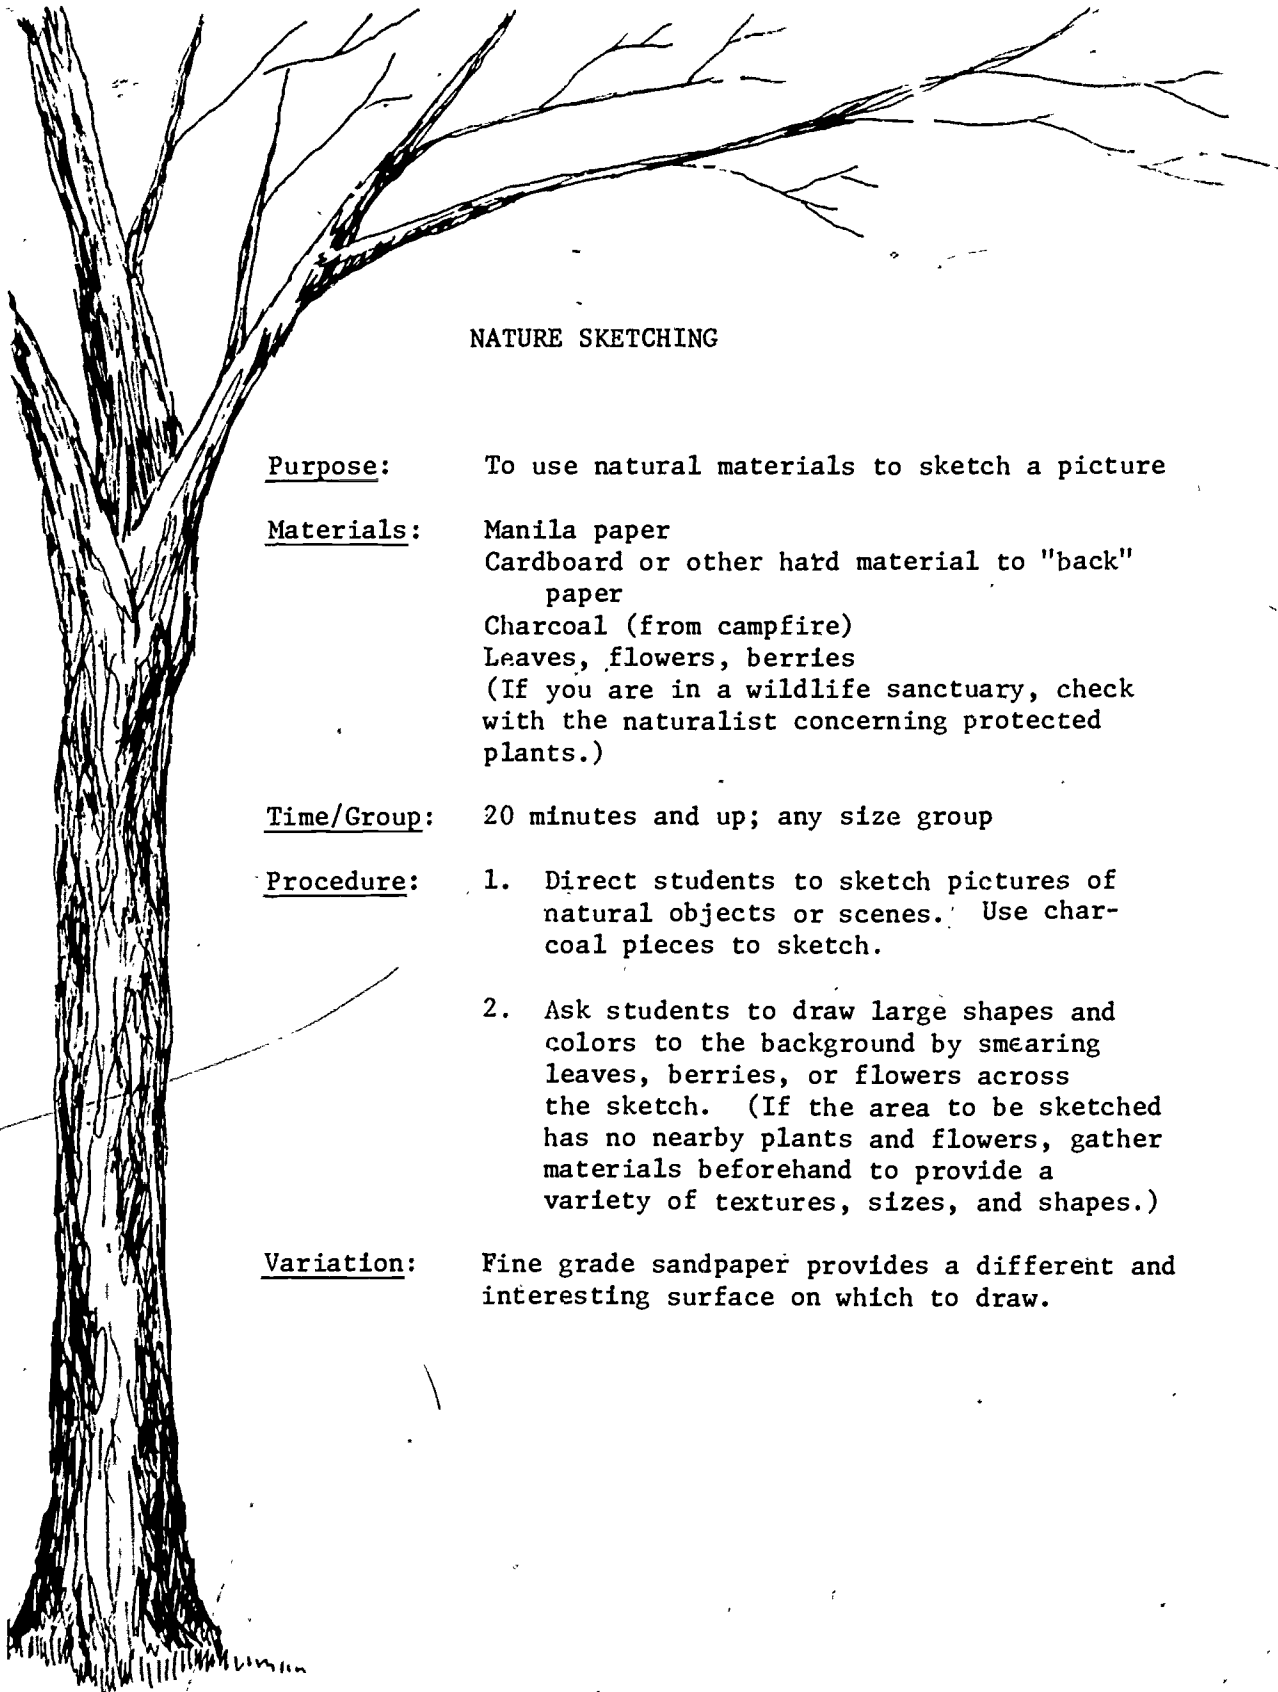 NATURE SKETCHING
Purpose: To use natural materials to sketch a picture
Materials: Manila paper
Cardboard or other hard material to "back"
paper
Charcoal (from campfire)
Leaves, flowers, berries
(If you are in a wildlife sanctuary, check
with the naturalist concerning protected
plants.)
Time/Group: 20 minutes and up; any size group
Procedure: 1. Direct students to sketch pictures of
natural objects or scenes. Use char-
coal pieces to sketch.
2. Ask students to draw large shapes and
colors to the background by smearing
leaves, berries, or flowers across
the sketch. (If the area to be sketched
has no nearby plants and flowers, gather
materials beforehand to provide a
variety of textures, sizes, and shapes.)
Variation: Fine grade sandpaper provides a different and
interesting surface on which to draw.